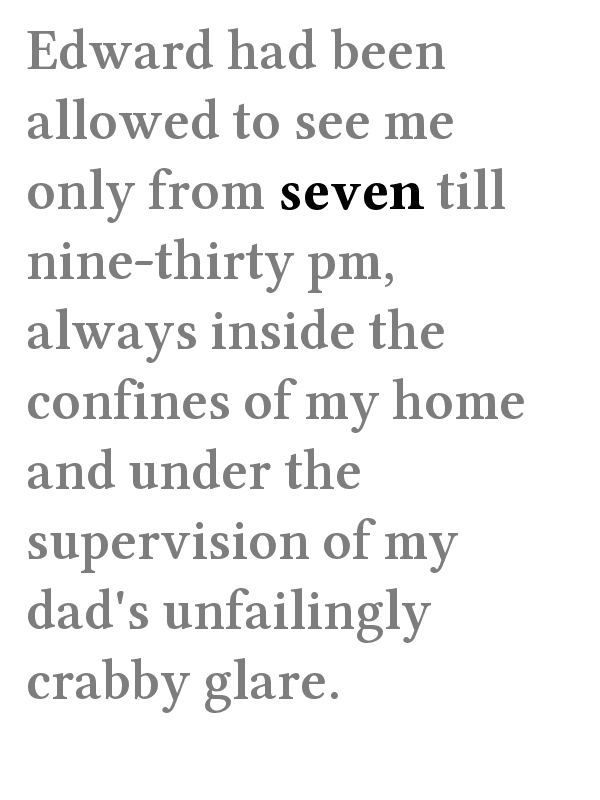 Edward had been
allowed to see me
only from seven till
nine-thirty pm,
always inside the
confines of my home
and under the
supervision of my
dad's unfailingly
crabby glare.